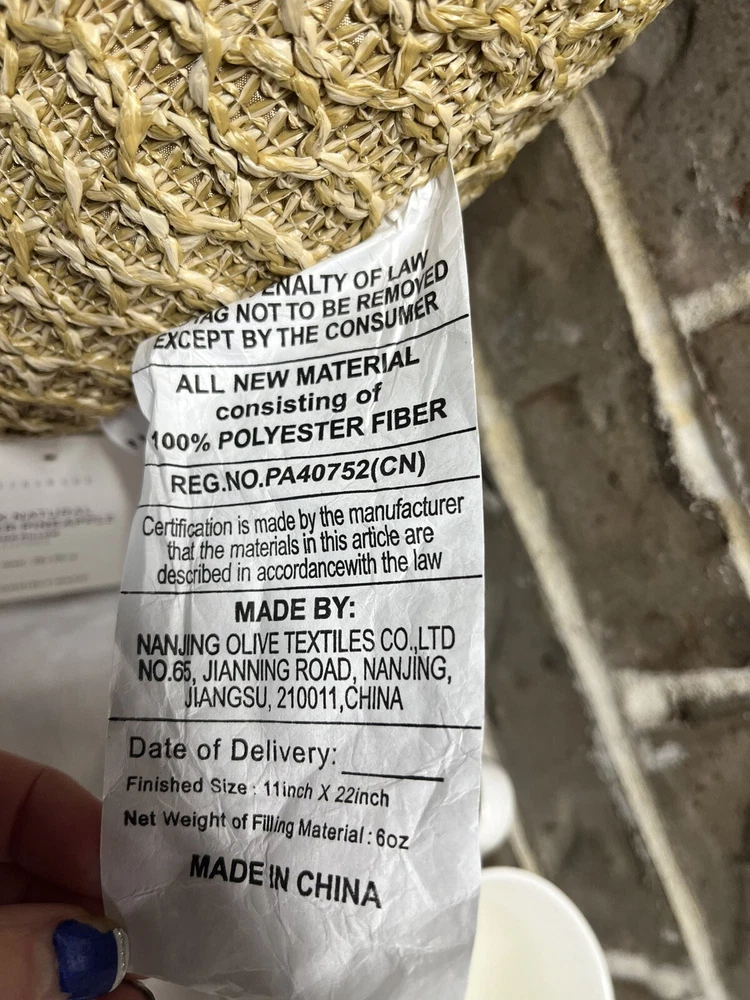 ENALTY OF LAW
AG NOT TO BE REMOVED
EXCEPT BY THE CONSUMER
ALL NEW MATERIAL
consisting of
100% POLYESTER FIBER
REG.NO.PA40752(CN)
Certification is made by the manufacturer
that the materials in this article are
described in accordancewith the law
MADE BY:
NANJING OLIVE TEXTILES CO.,LTD
NO.65, JIANNING ROAD, NANJING,
JIANGSU, 210011,CHINA
Date of Delivery:
Finished Size : 11inch X 22inch
Net Weight of Filling Material : 6oz
MADE IN CHINA
NATURAL
PINEAPPLE